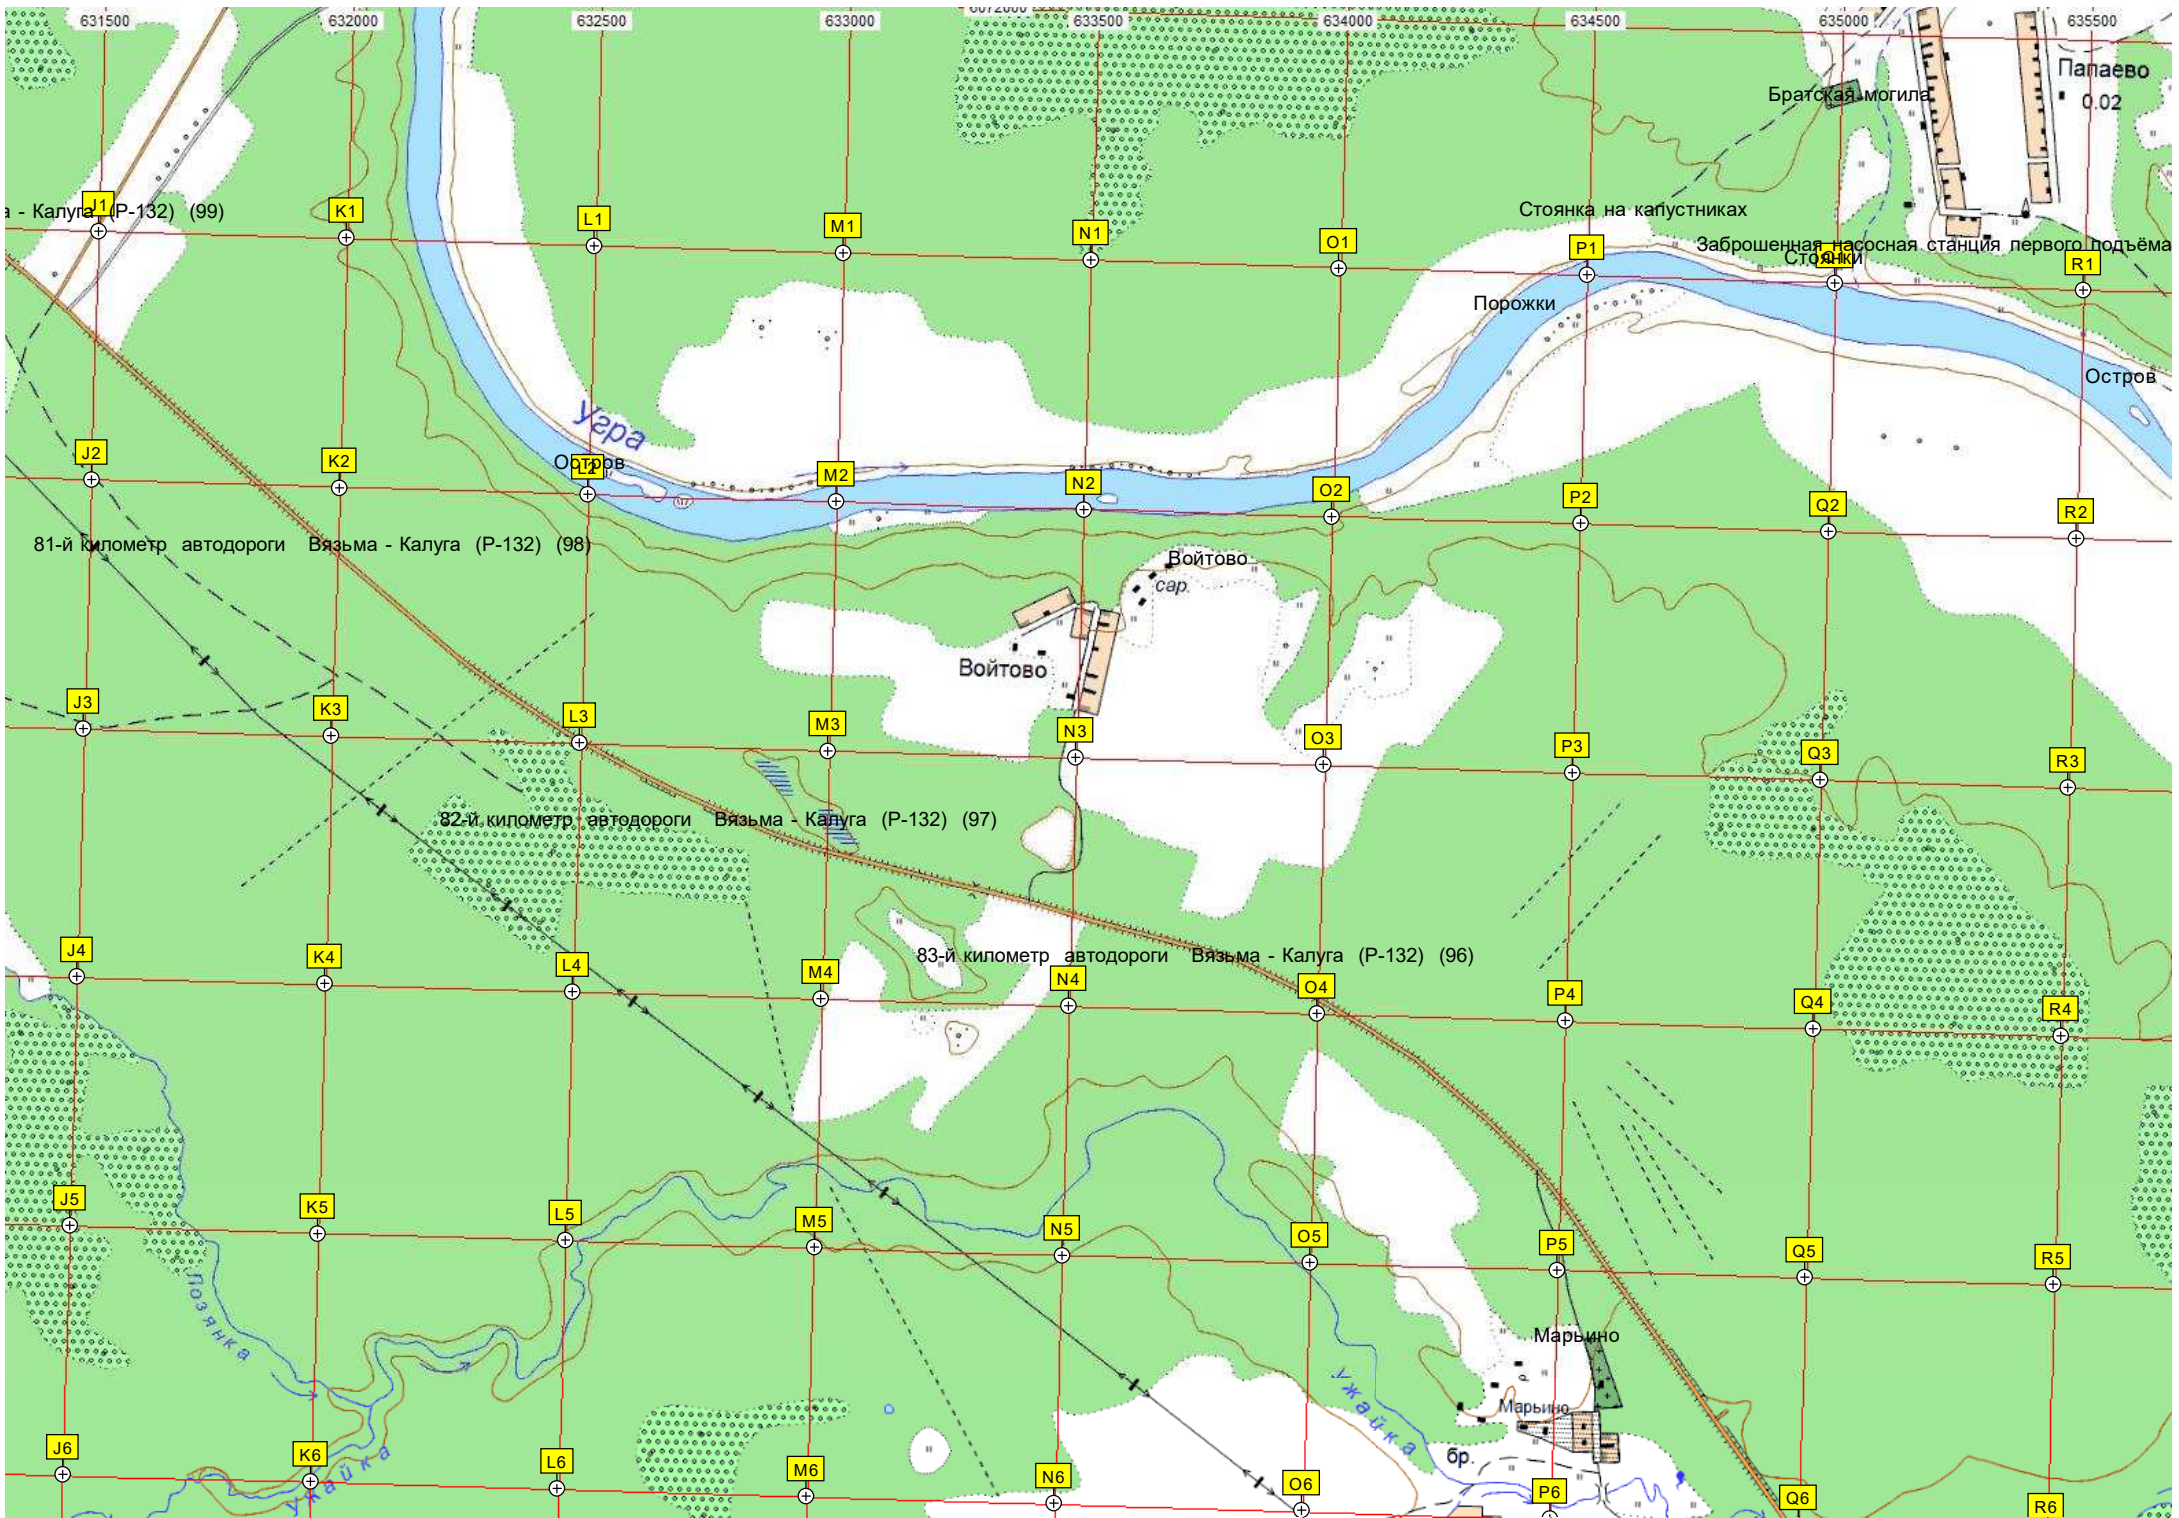 631500 632000 632500 633000 6072000 633500 634000 634500 635000 635500
Папаево
0.02
Братская могила
J1 K1 L1 M1 N1 O1 P1 Q1 R1
а - Калуга (Р-132) (99)
Стоянка на капустниках
Заброшенная насосная станция первого подъёма
Стоянки
Порожки
Остров
Угра
Остров
J2 K2 L2 M2 N2 O2 P2 Q2 R2
81-й километр автодороги Вязьма - Калуга (Р-132) (98)
Войтово
сар.
Войтово
J3 K3 L3 M3 N3 O3 P3 Q3 R3
82-й километр автодороги Вязьма - Калуга (Р-132) (97)
83-й километр автодороги Вязьма - Калуга (Р-132) (96)
J4 K4 L4 M4 N4 O4 P4 Q4 R4
J5 K5 L5 M5 N5 O5 P5 Q5 R5
Позянка
Марьино
Ужайка
Марьино
бр.
Ужайка
J6 K6 L6 M6 N6 O6 P6 Q6 R6